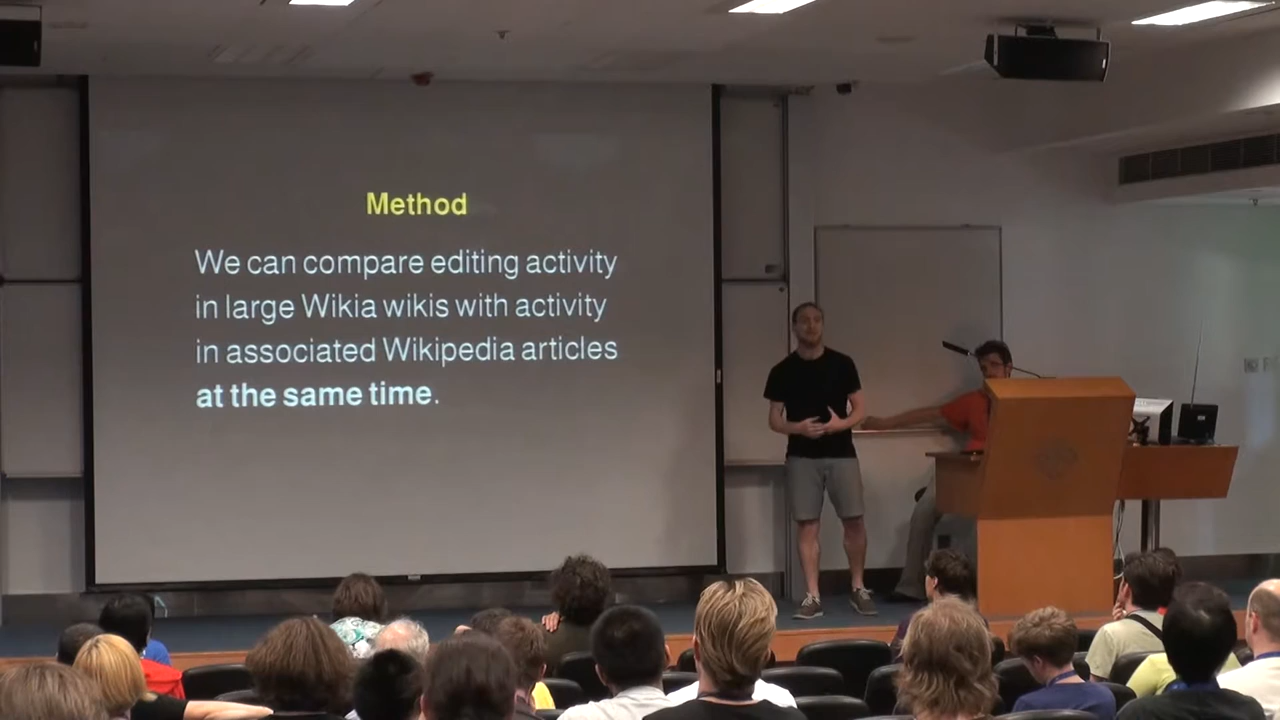 Method
We can compare editing activity
in large Wikia wikis with activity
in associated Wikipedia articles
at the same time.